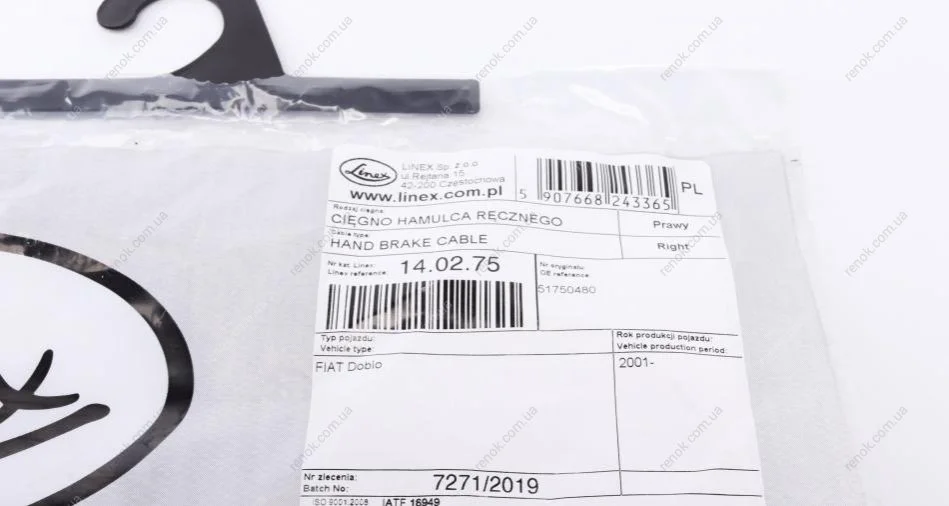 Linex
LINEX Sp. z.o.o
ul.Rejtana 15
42-200 Częstochowa
www.linex.com.pl
5 907668 243365
PL
Rodzaj cięgna:
CIĘGNO HAMULCA RĘCZNEGO
Prawy
Cable type:
HAND BRAKE CABLE
Right
Nr kat. Linex:
Linex reference:
14.02.75
Nr oryginału:
OE reference:
51750480
Typ pojazdu:
Vehicle type:
Rok produkcji pojazdu:
Vehicle production period:
FIAT Doblo
2001-
Nr zlecenia:
Batch No:
7271/2019
ISO 9001:2008 IATF 16949
renok.com.ua